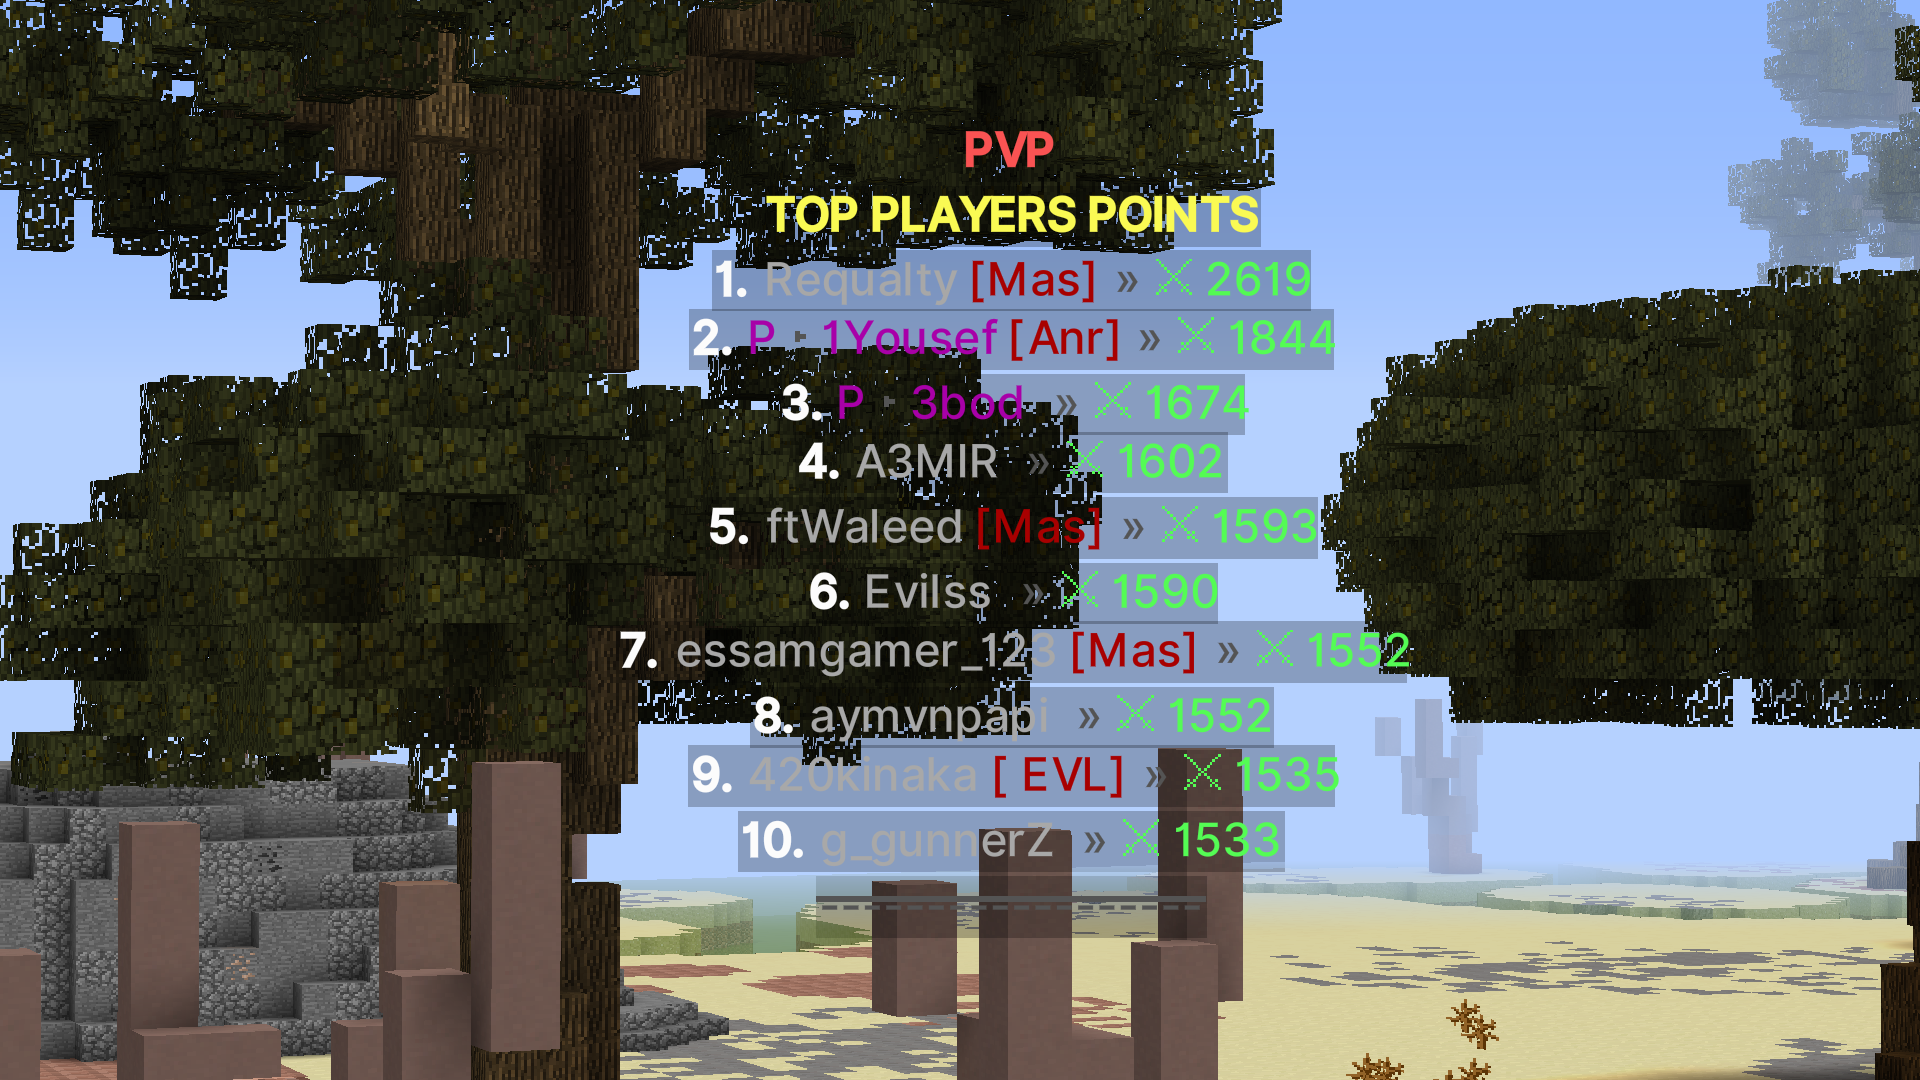 PVP
TOP PLAYERS POINTS
1. Requalty [Mas] » ⚔ 2619
2. P ▸ 1Yousef [Anr] » ⚔ 1844
3. P ▸ 3bod » ⚔ 1674
4. A3MIR » ⚔ 1602
5. ftWaleed [Mas] » ⚔ 1593
6. Evilss » ⚔ 1590
7. essamgamer_123 [Mas] » ⚔ 1552
8. aymvnpapi » ⚔ 1552
9. 420kinaka [ EVL] » ⚔ 1535
10. g_gunnerZ » ⚔ 1533